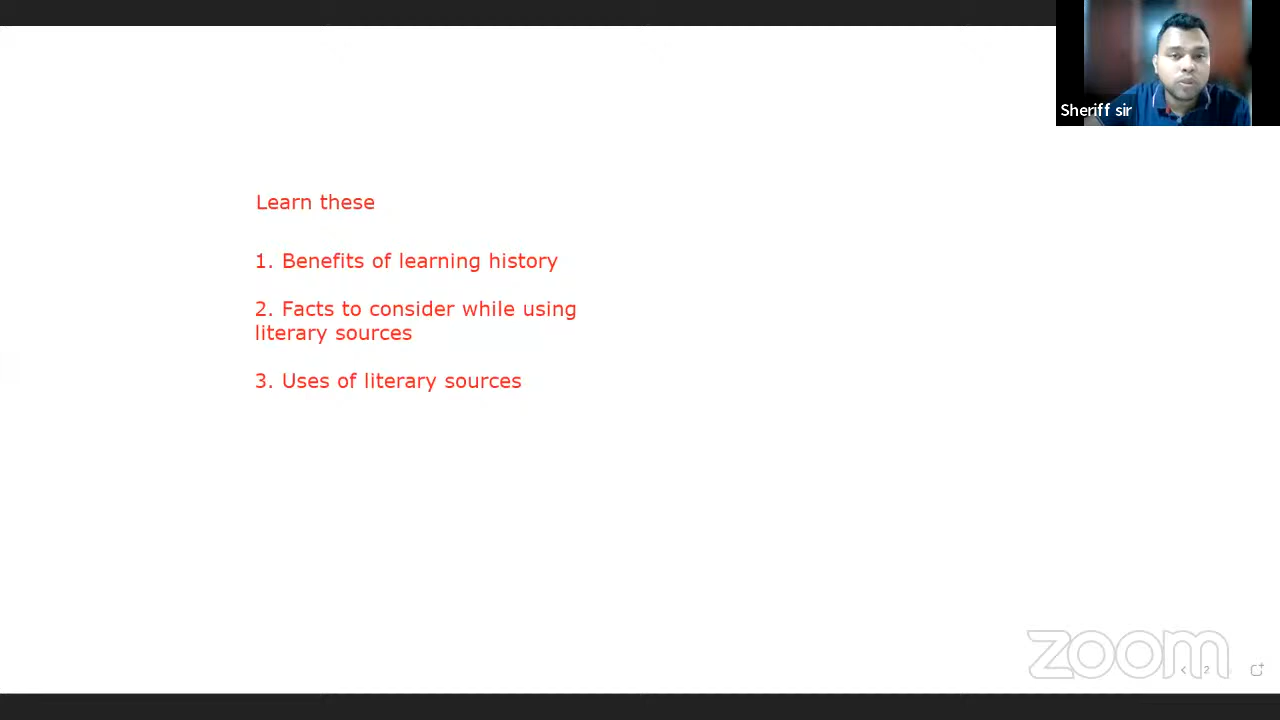 Sheriff sir
Learn these
1. Benefits of learning history
2. Facts to consider while using
literary sources
3. Uses of literary sources
zoom
2